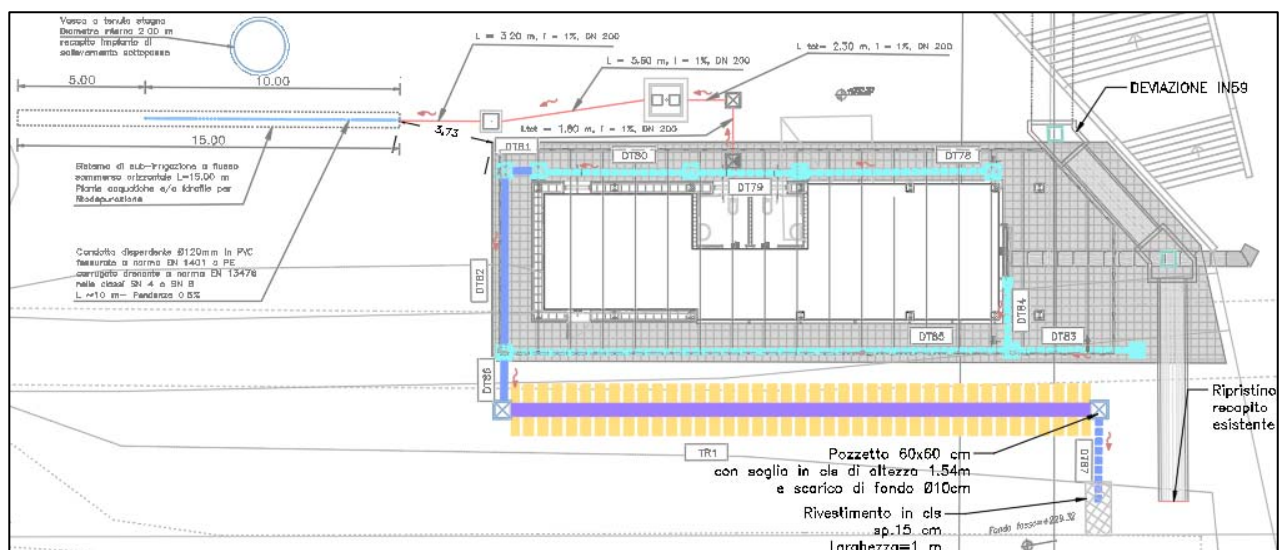 Vasca a tenuta stagna
Diametro interno 2.00 m
recapito impianto di
sollevamento sottopasso
L = 3.20 m, i = 1%, DN 200
L = 5.60 m, i = 1%, DN 200
L tot= 2.30 m, i = 1%, DN 200
DEVIAZIONE IN59
5.00
10.00
3,73
Ltot = 1.80 m, i = 1%, DN 200
15.00
DT81
DT80
DT78
DT79
Sistema di sub-irrigazione a flusso
sommerso orizzontale L=15.00 m
Piante acquatiche e/o idrofile per
fitodepurazione
Condotta disperdente Ø120mm in PVC
fessurata a norma EN 1401 o PE
corrugato drenante a norma EN 13476
nelle classi SN 4 o SN 8
L =10 m- Pendenza 0.5%
DT82
DT84
DT83
DT86
Ripristino
recapito
esistente
TR1
DT87
Pozzetto 60x60 cm
con soglia in cls di altezza 1.54m
e scarico di fondo Ø10cm
Rivestimento in cls
sp.15 cm
Larghezza=1 m
Fondo fosso=+229.32